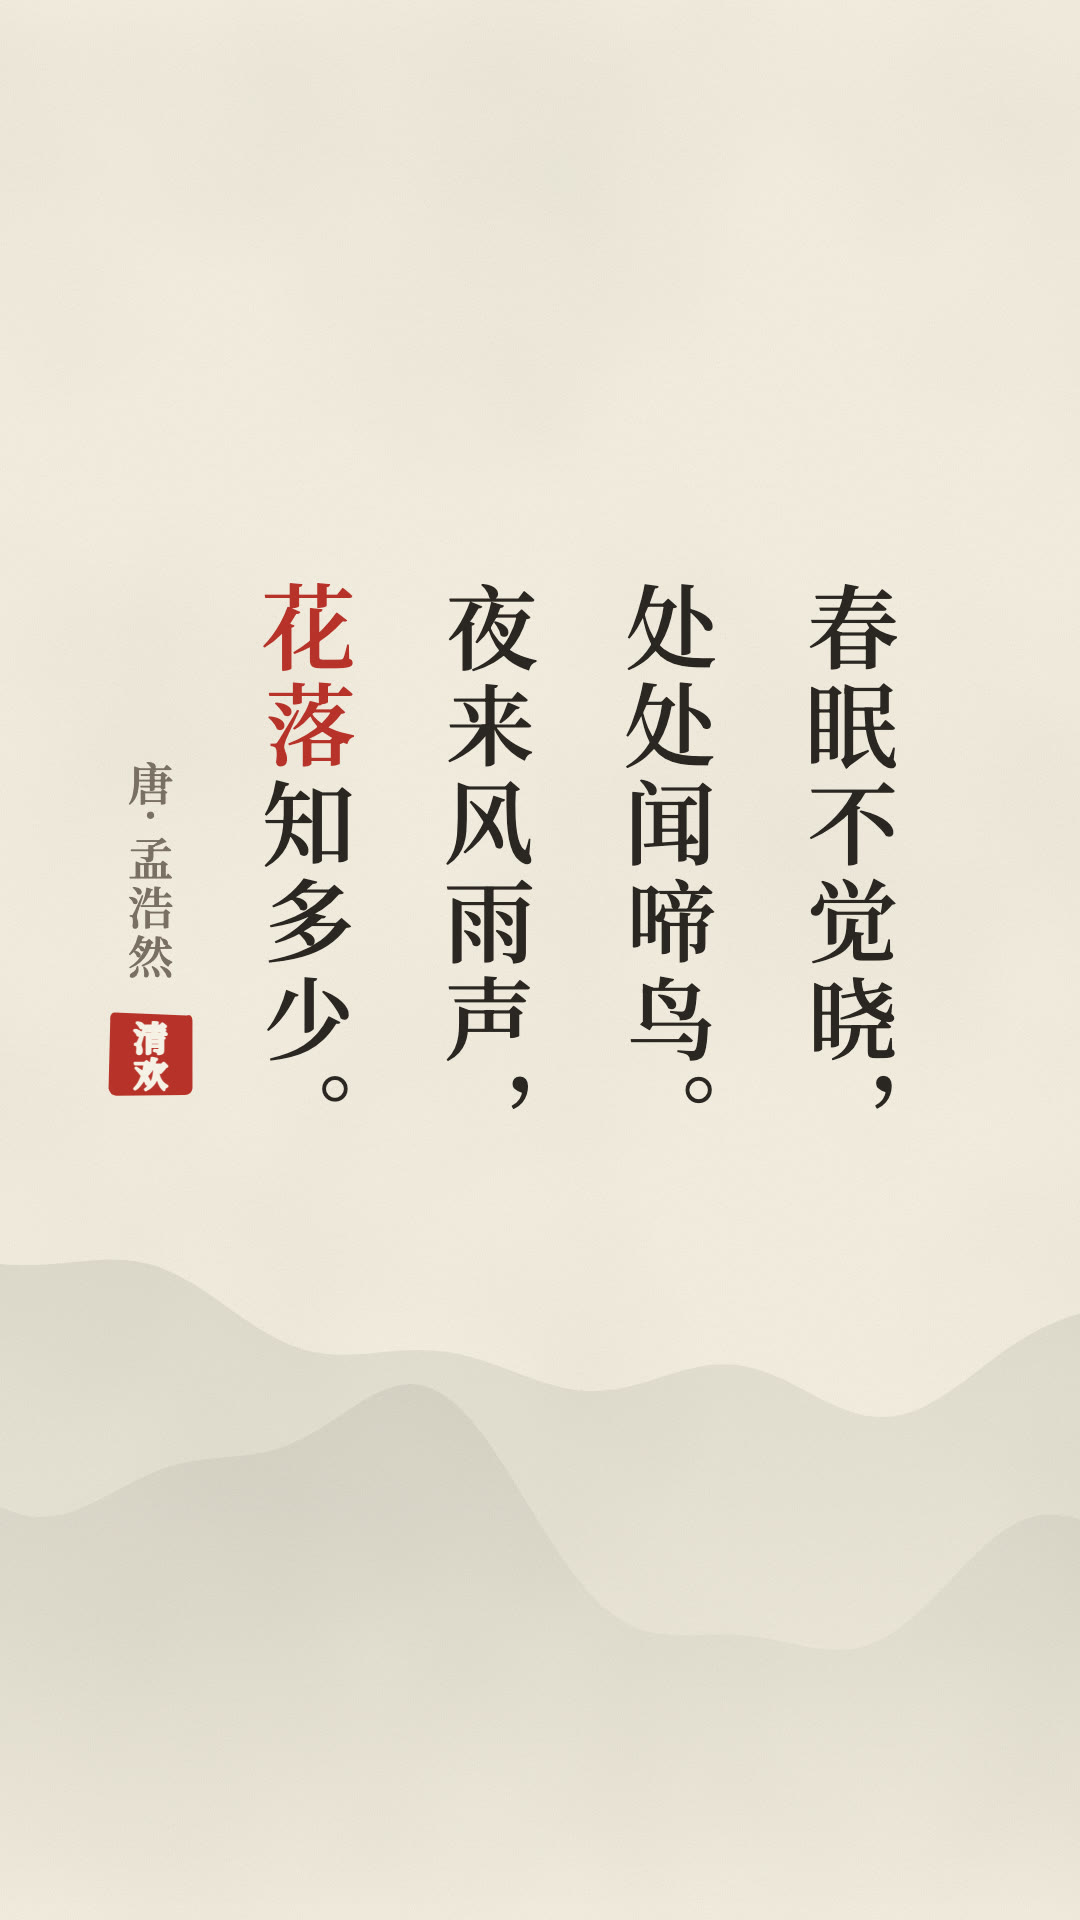 春眠不觉晓，
处处闻啼鸟。
夜来风雨声，
花落知多少。
唐·孟浩然
清欢